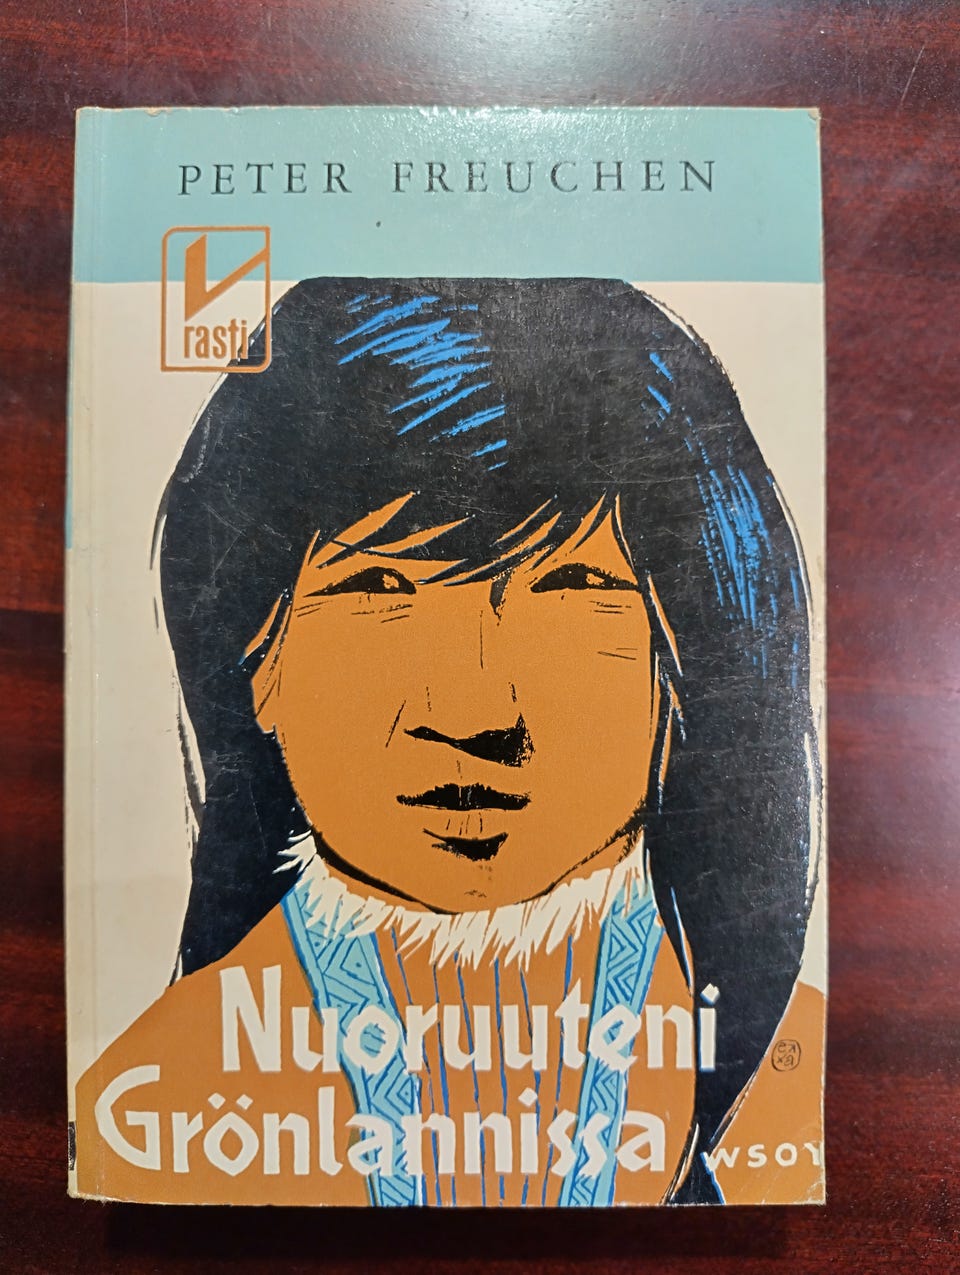 PETER FREUCHEN
rasti
Nuoruuteni
Grönlannissa
WSOY